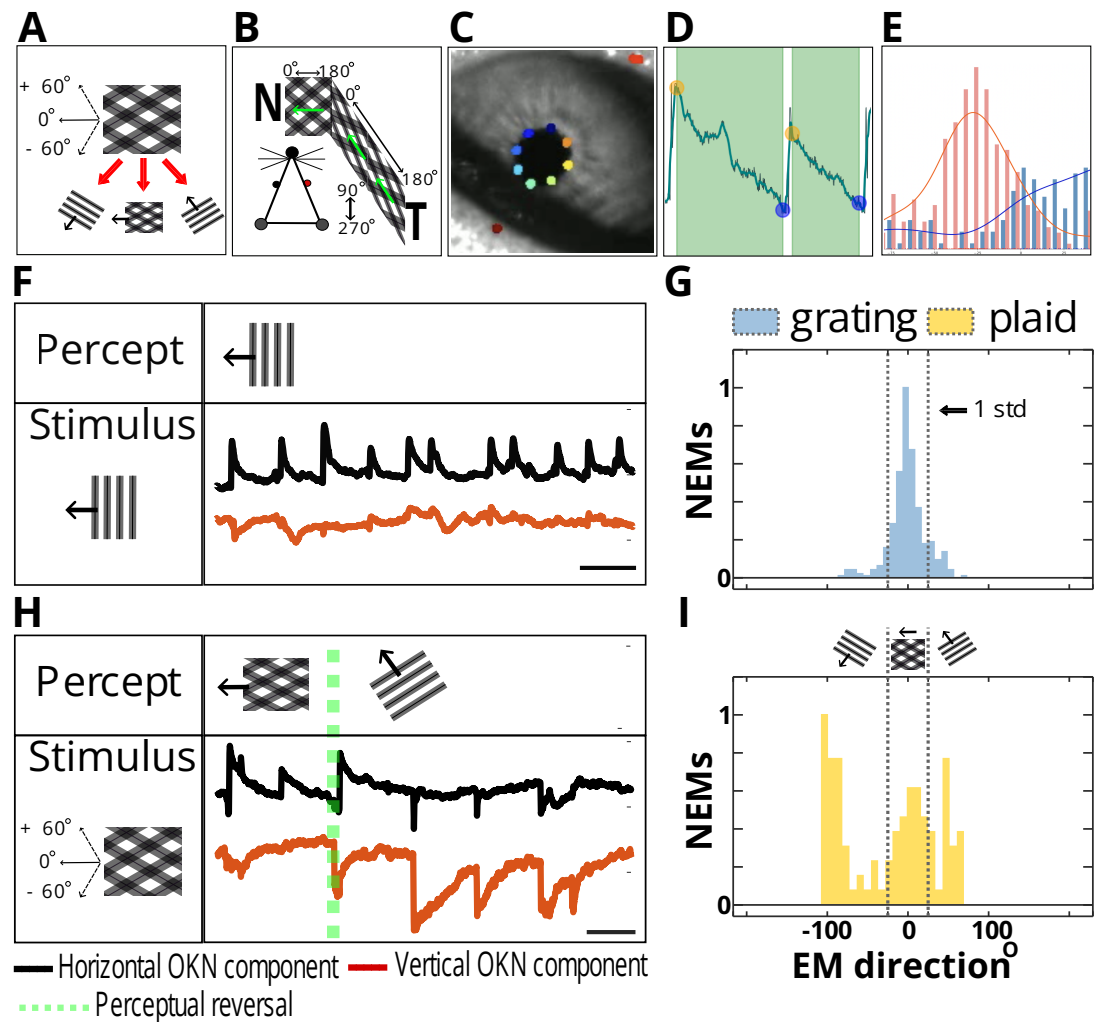 A
B
C
D
E
+ 60°
0°
- 60°
0°
180°
N
0°
180°
90°
270°
T
F
G
Percept
Stimulus
grating
plaid
1
1 std
NEMs
0
H
I
Percept
Stimulus
+ 60°
0°
- 60°
1
NEMs
0
-100
0
100
EM direction°
Horizontal OKN component
Vertical OKN component
Perceptual reversal